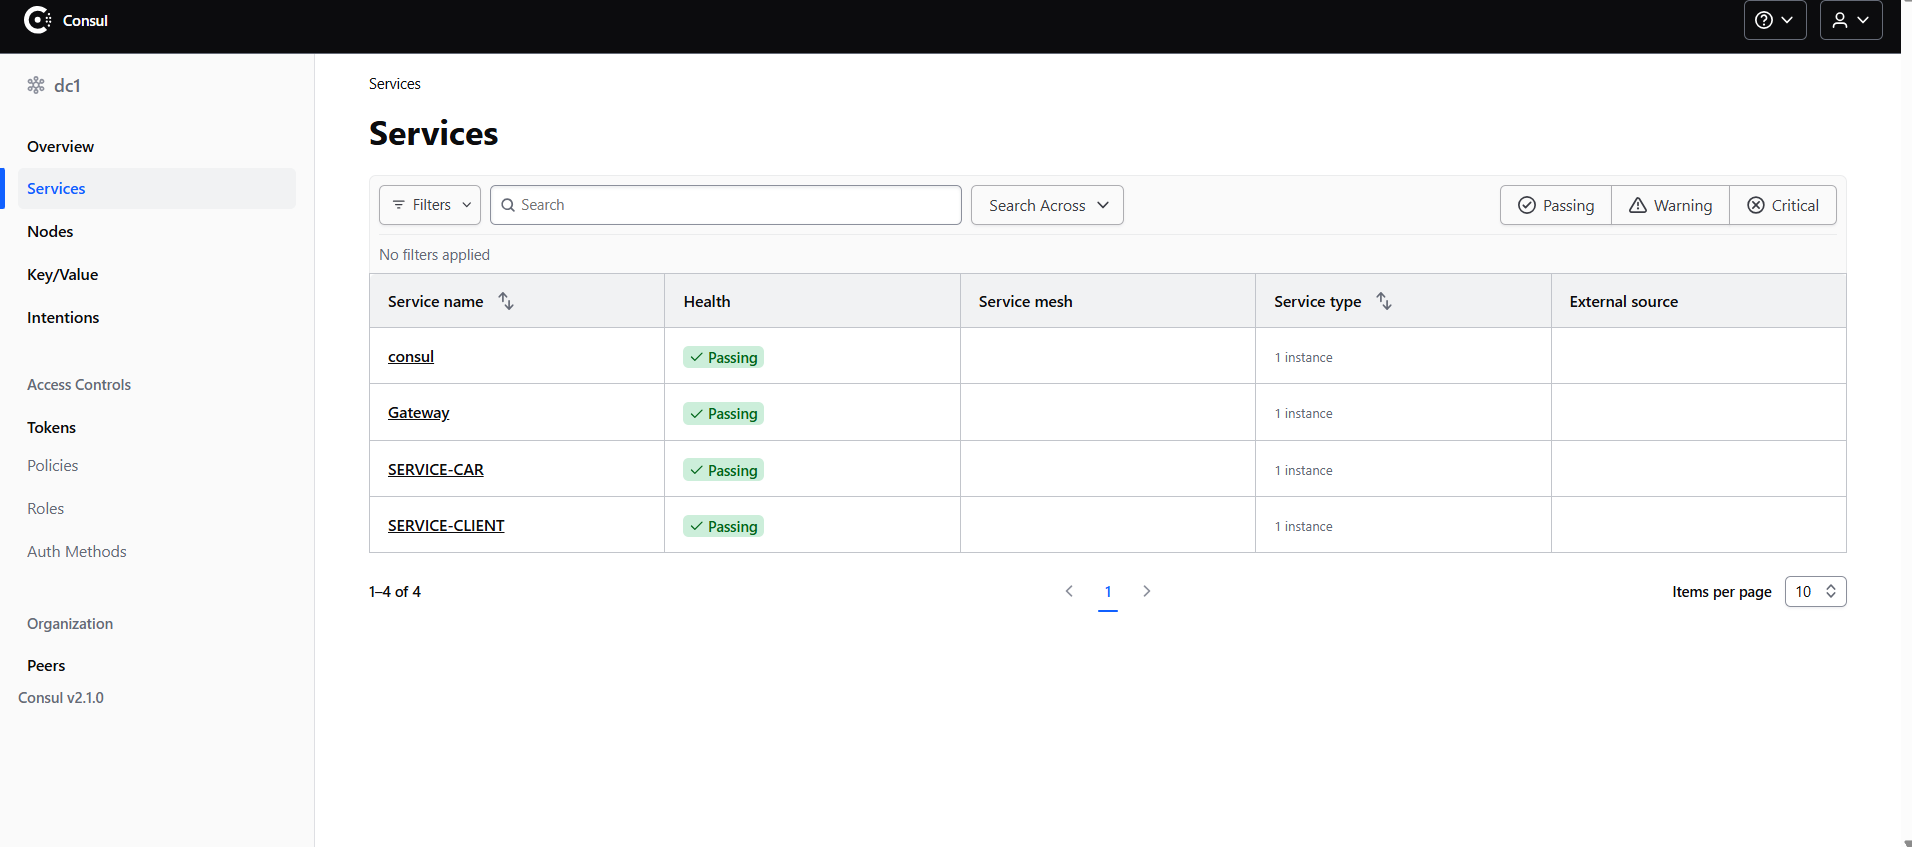 Consul
dc1
Overview
Services
Nodes
Key/Value
Intentions
Access Controls
Tokens
Policies
Roles
Auth Methods
Organization
Peers
Consul v2.1.0
Services
Services
Filters Search Search Across Passing Warning Critical
No filters applied
Service name Health Service mesh Service type External source
consul Passing 1 instance
Gateway Passing 1 instance
SERVICE-CAR Passing 1 instance
SERVICE-CLIENT Passing 1 instance
1–4 of 4 1 Items per page 10